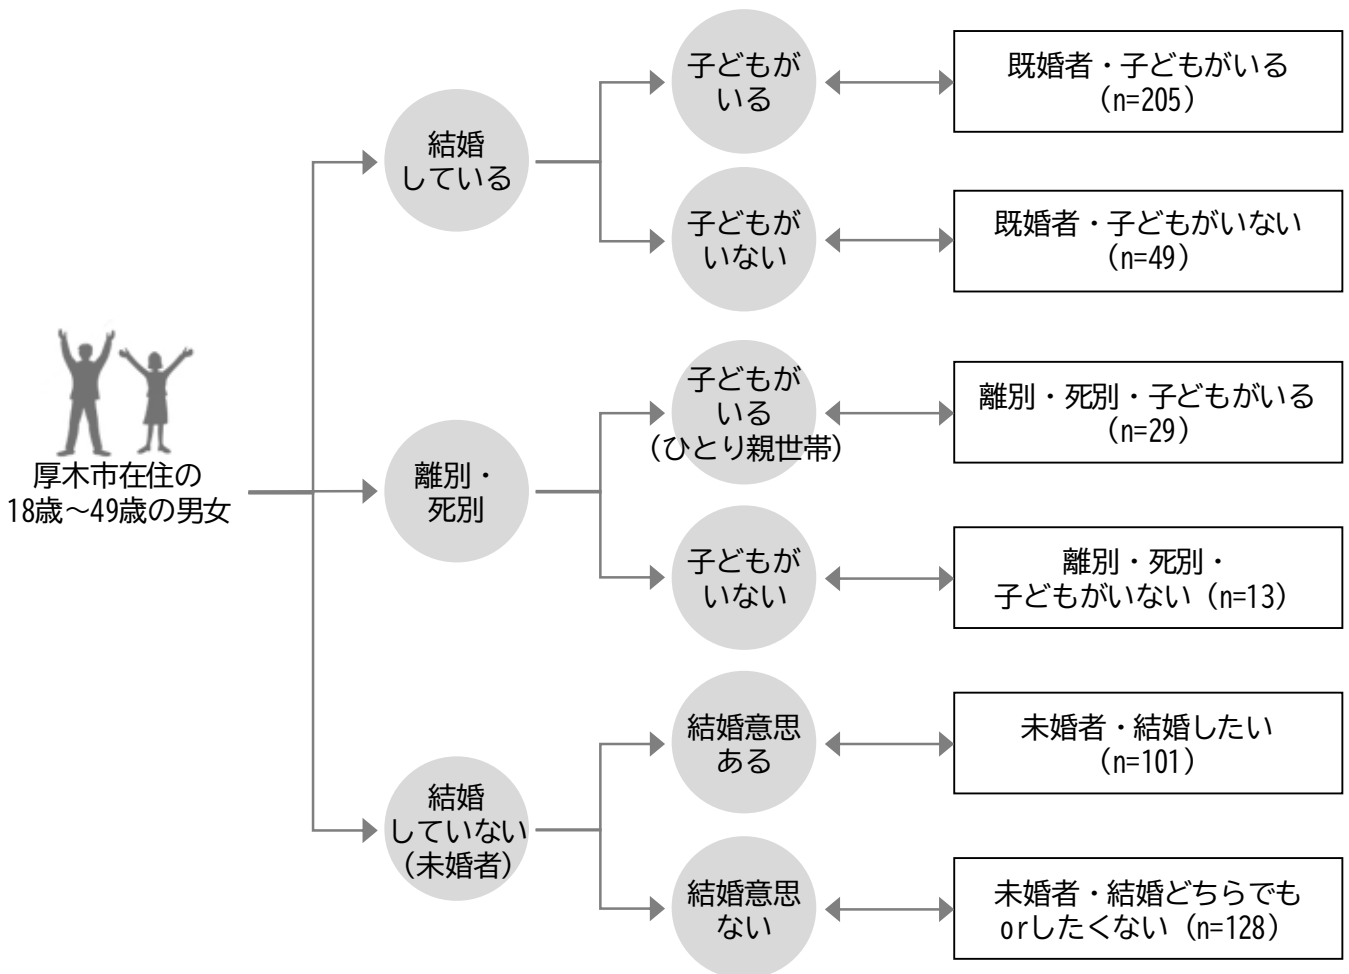 厚木市在住の
18歳～49歳の男女
結婚
している
子どもが
いる
既婚者・子どもがいる
（n=205）
子どもが
いない
既婚者・子どもがいない
（n=49）
離別・
死別
子どもが
いる
（ひとり親世帯）
離別・死別・子どもがいる
（n=29）
子どもが
いない
離別・死別・
子どもがいない（n=13）
結婚
していない
（未婚者）
結婚意思
ある
未婚者・結婚したい
（n=101）
結婚意思
ない
未婚者・結婚どちらでも
orしたくない（n=128）